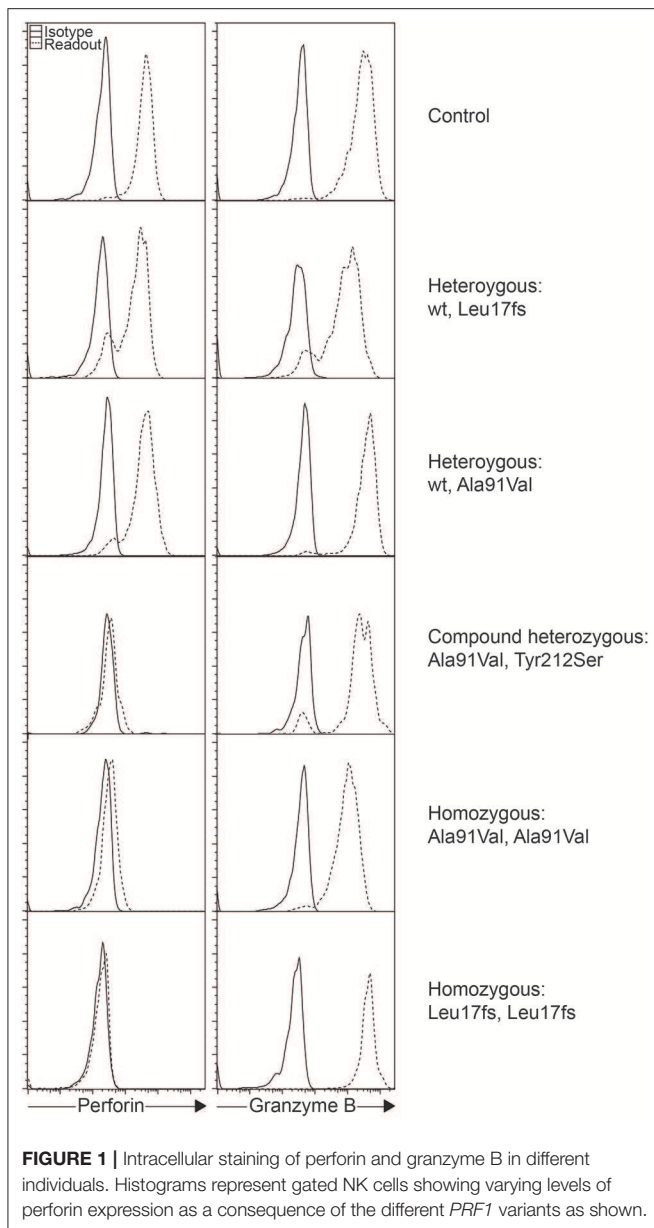 Isotype
Readout
Control
Heteroygous:
wt, Leu17fs
Heteroygous:
wt, Ala91Val
Compound heterozygous:
Ala91Val, Tyr212Ser
Homozygous:
Ala91Val, Ala91Val
Homozygous:
Leu17fs, Leu17fs
Perforin
Granzyme B
FIGURE 1 | Intracellular staining of perforin and granzyme B in different
individuals. Histograms represent gated NK cells showing varying levels of
perforin expression as a consequence of the different PRF1 variants as shown.